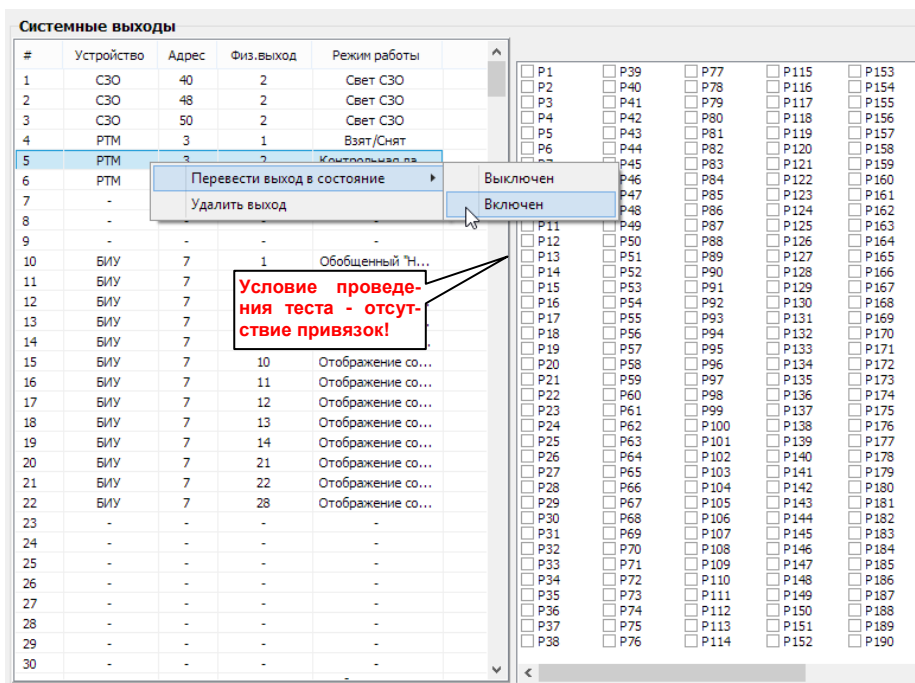 Системные выходы
# Устройство Адрес Физ.выход Режим работы
1 СЗО 40 2 Свет СЗО
2 СЗО 48 2 Свет СЗО
3 СЗО 50 2 Свет СЗО
4 РТМ 3 1 Взят/Снят
5 РТМ 3 2 Контрольная ла...
6 РТМ
7 -
8 - - - -
9 - - - -
10 БИУ 7 1 Обобщенный "Н...
11 БИУ 7
12 БИУ 7
13 БИУ 7
14 БИУ 7
15 БИУ 7 10 Отображение со...
16 БИУ 7 11 Отображение со...
17 БИУ 7 12 Отображение со...
18 БИУ 7 13 Отображение со...
19 БИУ 7 14 Отображение со...
20 БИУ 7 21 Отображение со...
21 БИУ 7 22 Отображение со...
22 БИУ 7 28 Отображение со...
23 - - - -
24 - - - -
25 - - - -
26 - - - -
27 - - - -
28 - - - -
29 - - - -
30 - - - -
Перевести выход в состояние
Удалить выход
Выключен
Включен
Условие проведе-
ния теста - отсут-
ствие привязок!
P1 P39 P77 P115 P153
P2 P40 P78 P116 P154
P3 P41 P79 P117 P155
P4 P42 P80 P118 P156
P5 P43 P81 P119 P157
P6 P44 P82 P120 P158
P7 P45 P83 P121 P159
P46 P84 P122 P160
P47 P85 P123 P161
P48 P86 P124 P162
P11 P49 P87 P125 P163
P12 P50 P88 P126 P164
P13 P51 P89 P127 P165
P14 P52 P90 P128 P166
P15 P53 P91 P129 P167
P16 P54 P92 P130 P168
P17 P55 P93 P131 P169
P18 P56 P94 P132 P170
P19 P57 P95 P133 P171
P20 P58 P96 P134 P172
P21 P59 P97 P135 P173
P22 P60 P98 P136 P174
P23 P61 P99 P137 P175
P24 P62 P100 P138 P176
P25 P63 P101 P139 P177
P26 P64 P102 P140 P178
P27 P65 P103 P141 P179
P28 P66 P104 P142 P180
P29 P67 P105 P143 P181
P30 P68 P106 P144 P182
P31 P69 P107 P145 P183
P32 P70 P108 P146 P184
P33 P71 P109 P147 P185
P34 P72 P110 P148 P186
P35 P73 P111 P149 P187
P36 P74 P112 P150 P188
P37 P75 P113 P151 P189
P38 P76 P114 P152 P190